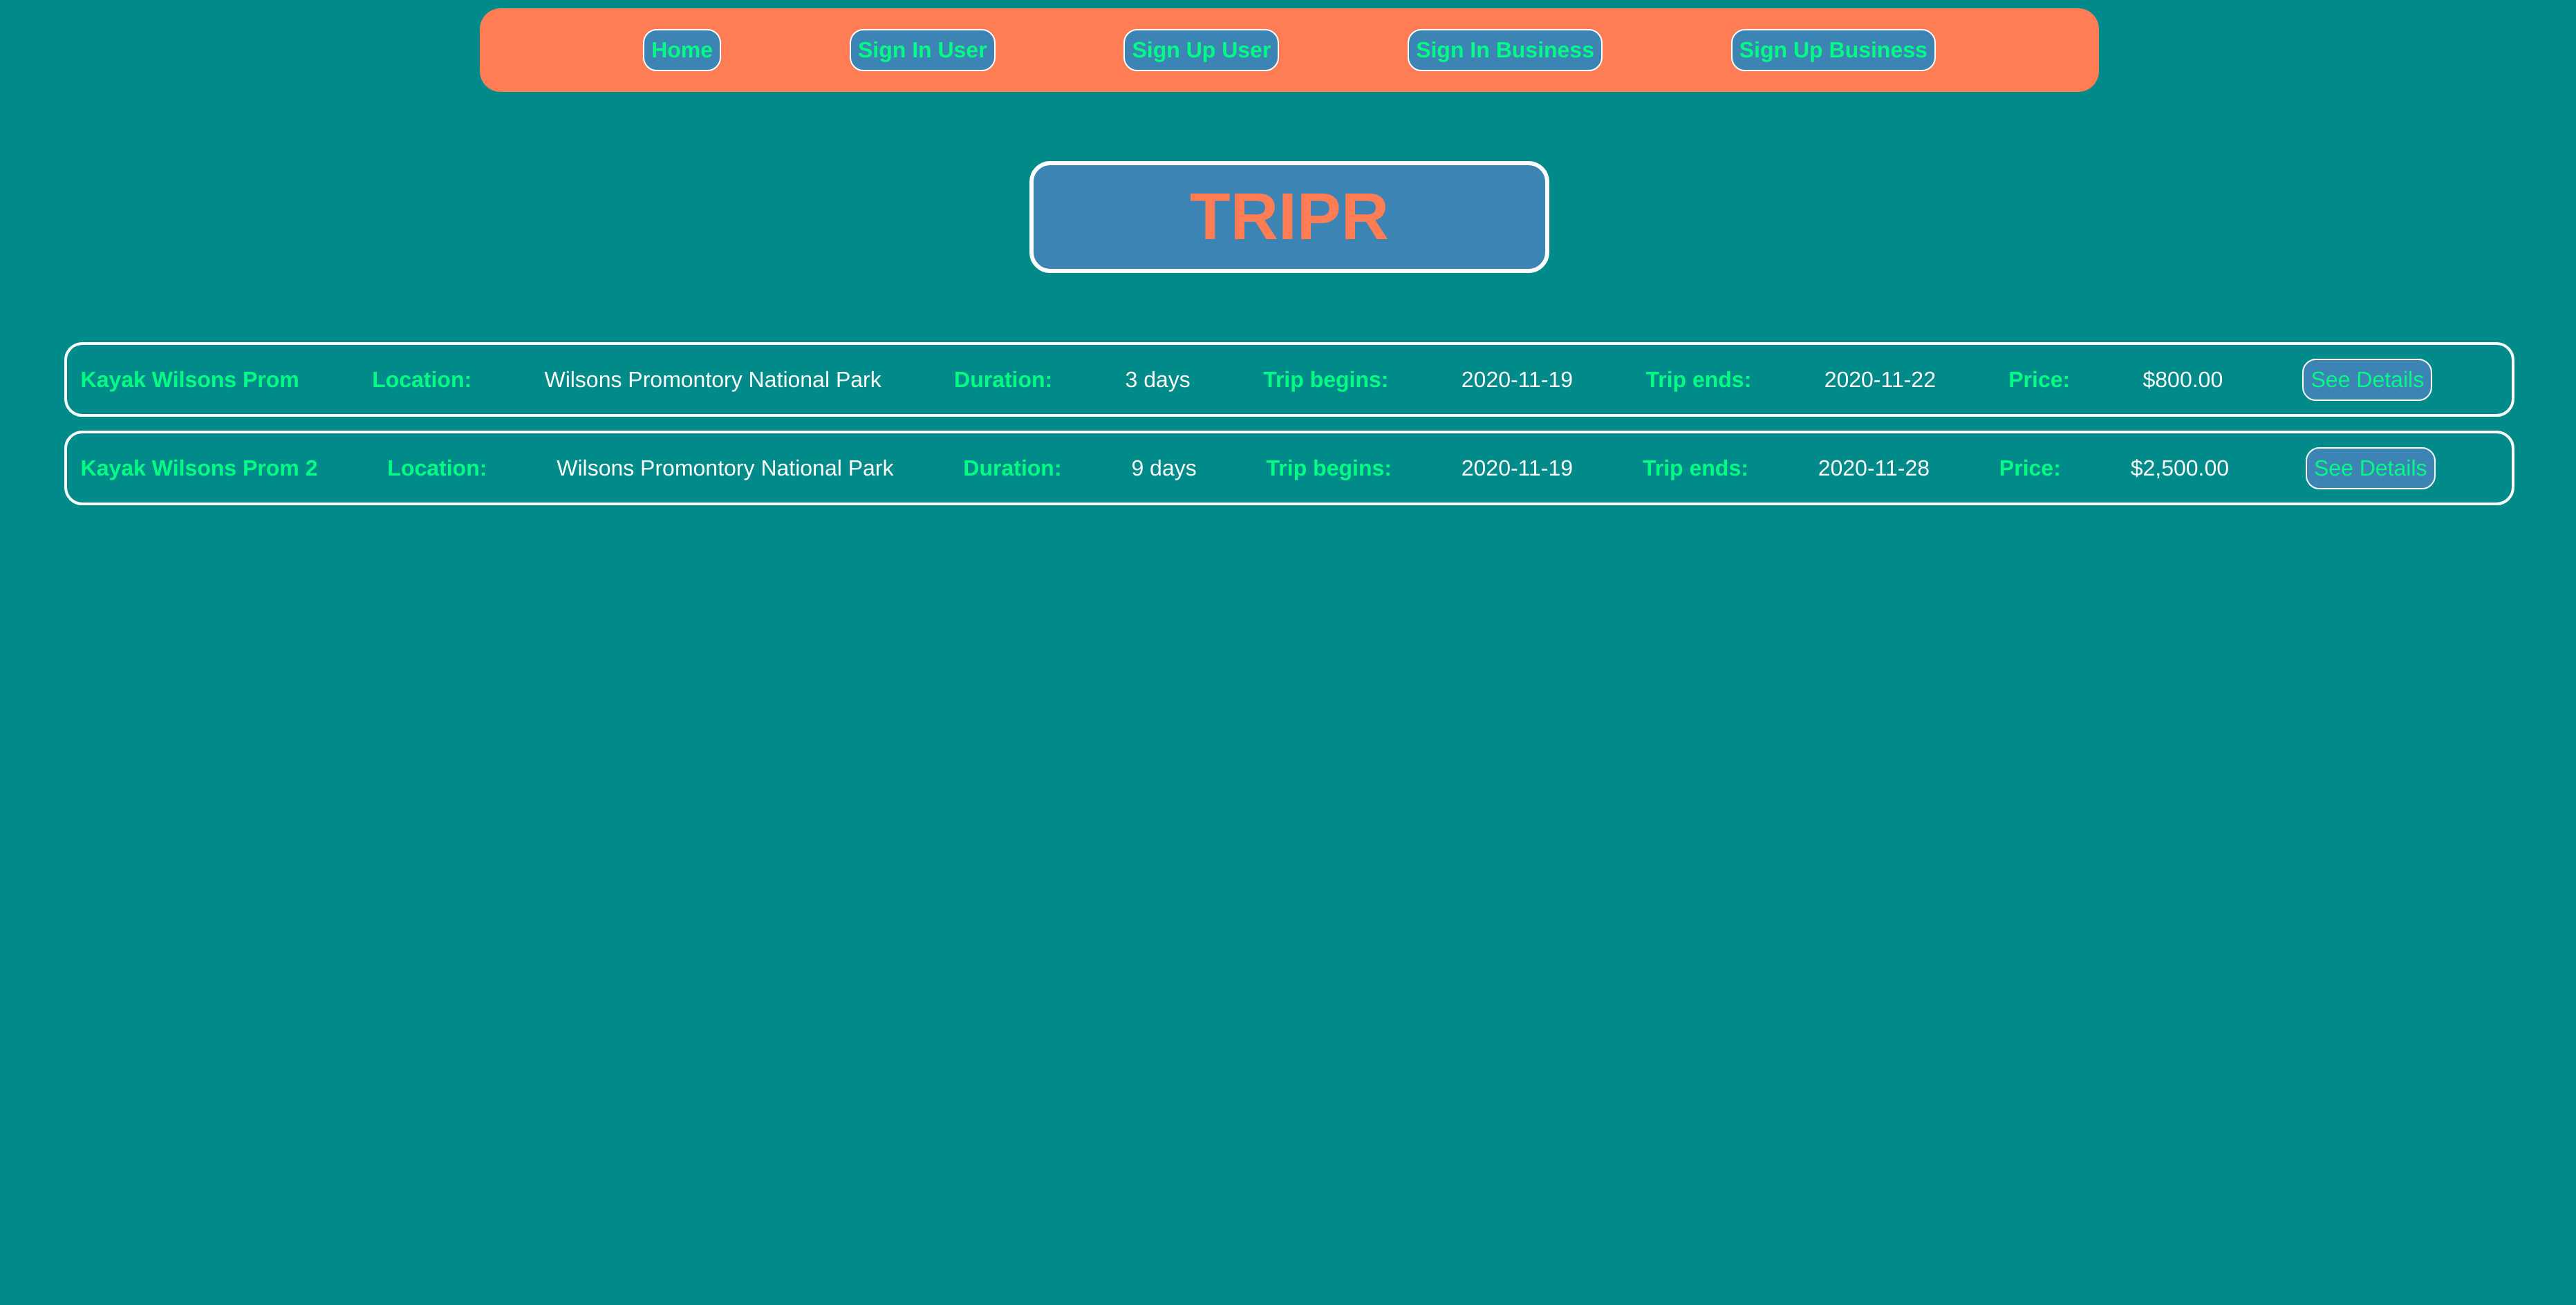 Home Sign In User Sign Up User Sign In Business Sign Up Business
TRIPR
Kayak Wilsons Prom Location: Wilsons Promontory National Park Duration: 3 days Trip begins: 2020-11-19 Trip ends: 2020-11-22 Price: $800.00 See Details
Kayak Wilsons Prom 2 Location: Wilsons Promontory National Park Duration: 9 days Trip begins: 2020-11-19 Trip ends: 2020-11-28 Price: $2,500.00 See Details